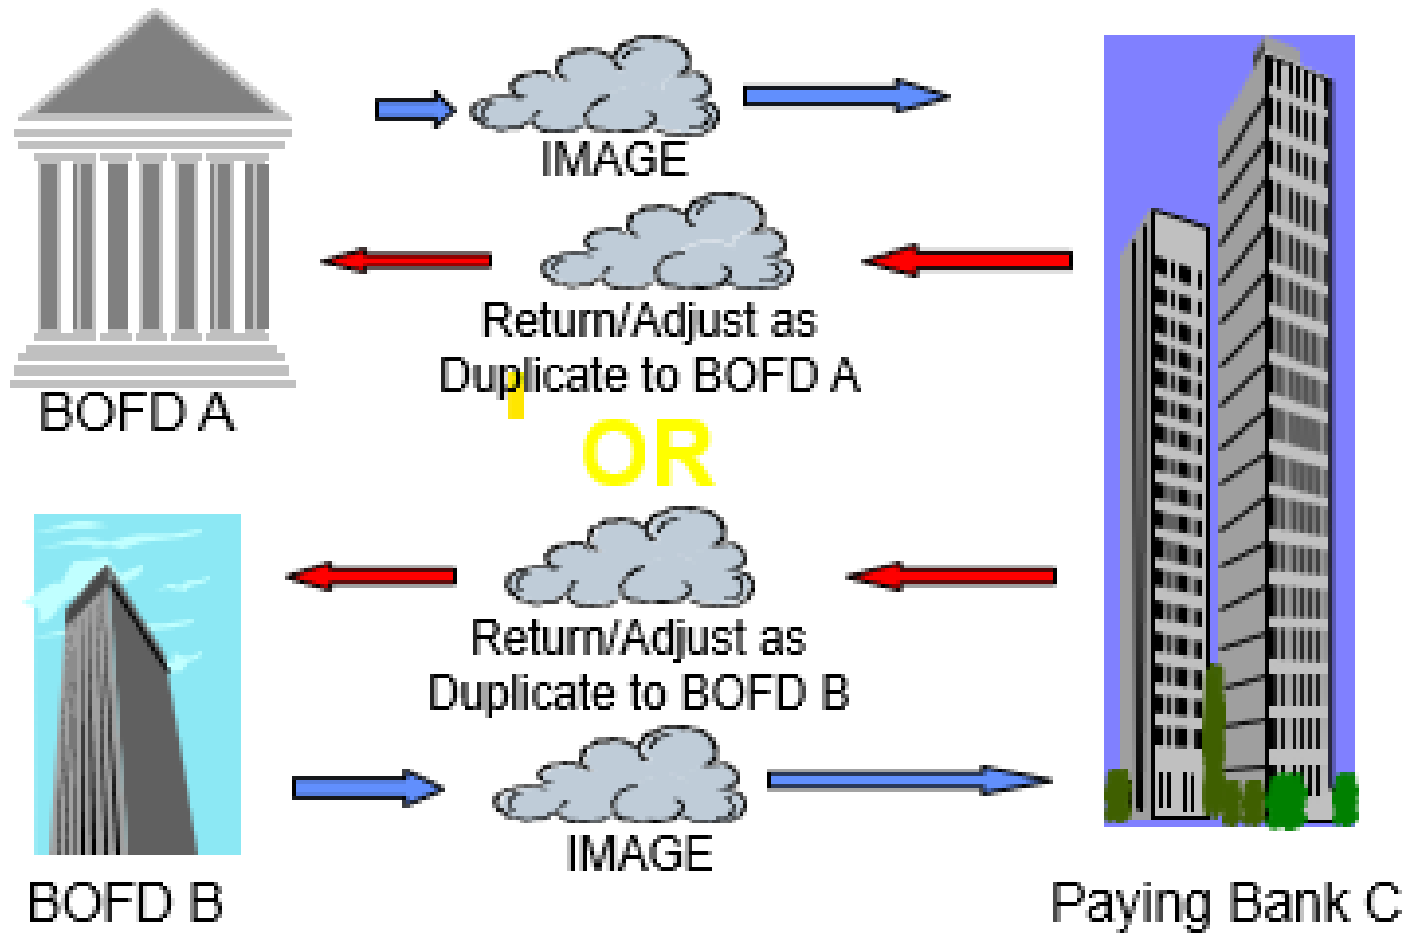 IMAGE
Return/Adjust as
Duplicate to BOFD A
BOFD A
OR
Return/Adjust as
Duplicate to BOFD B
IMAGE
BOFD B
Paying Bank C